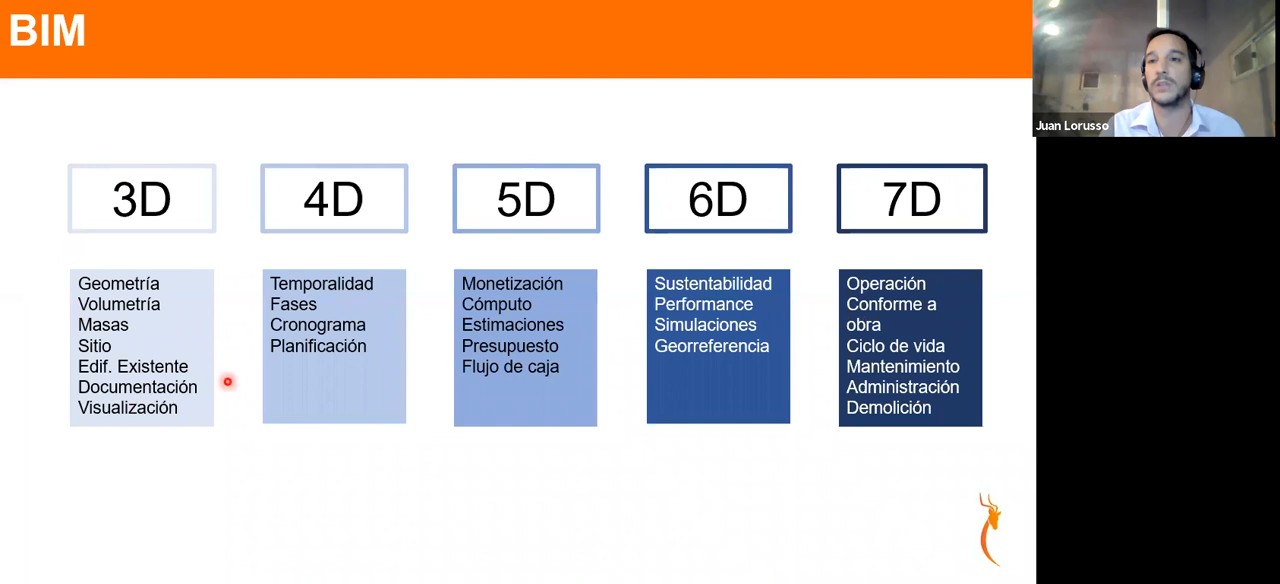 BIM
Juan Lorusso
3D
4D
5D
6D
7D
Geometría
Volumetría
Masas
Sitio
Edif. Existente
Documentación
Visualización
Temporalidad
Fases
Cronograma
Planificación
Monetización
Cómputo
Estimaciones
Presupuesto
Flujo de caja
Sustentabilidad
Performance
Simulaciones
Georreferencia
Operación
Conforme a
obra
Ciclo de vida
Mantenimiento
Administración
Demolición